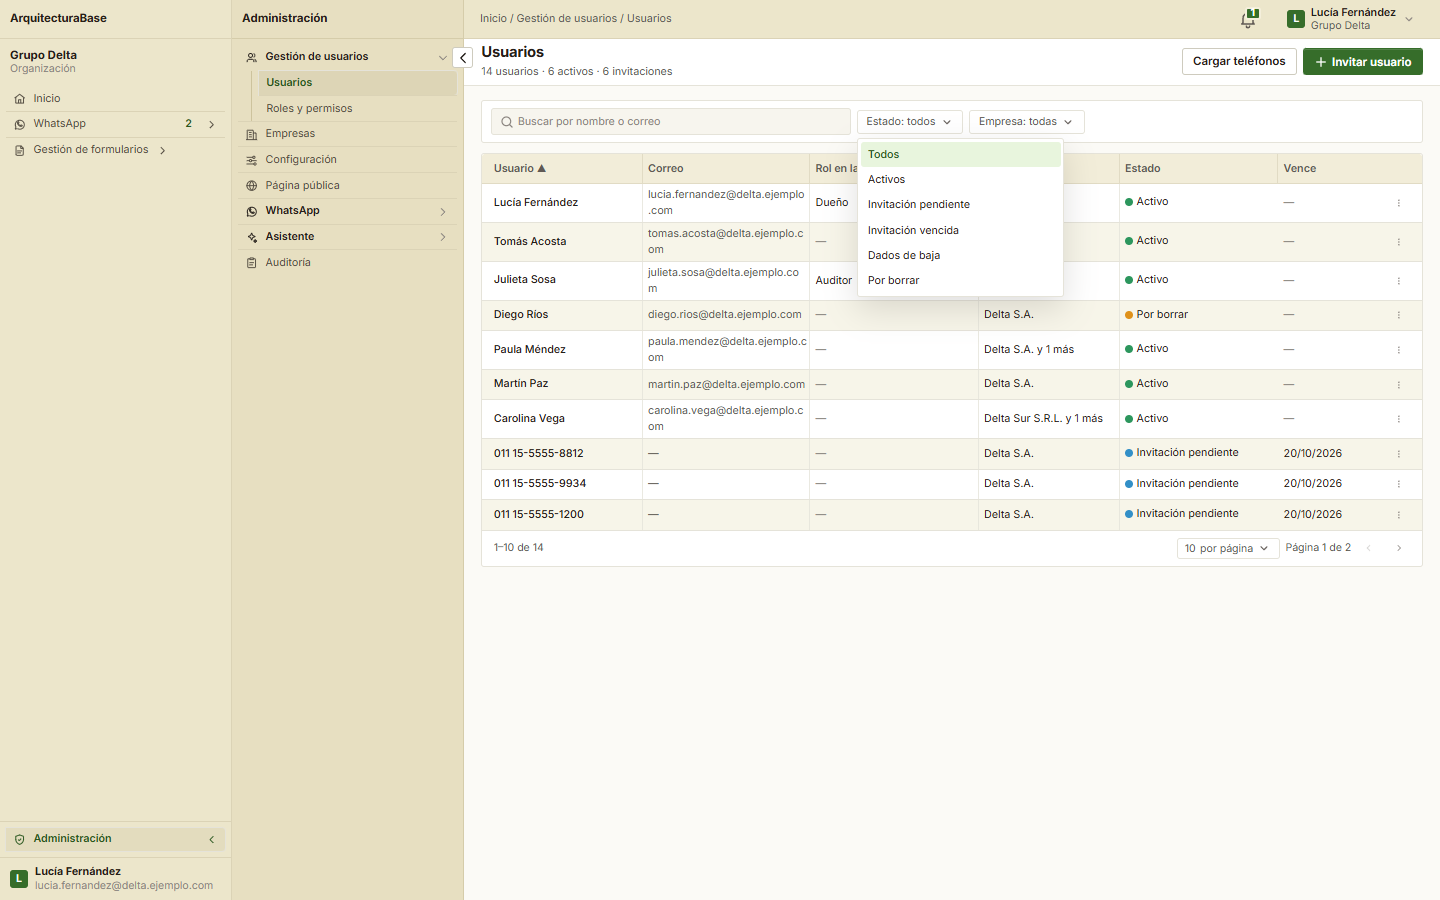 ArquitecturaBase
Grupo Delta
Organización
Inicio
WhatsApp 2
Gestión de formularios
Administración
L Lucía Fernández
lucia.fernandez@delta.ejemplo.com
Administración
Gestión de usuarios
Usuarios
Roles y permisos
Empresas
Configuración
Página pública
WhatsApp
Asistente
Auditoría
Inicio / Gestión de usuarios / Usuarios
1
L Lucía Fernández
Grupo Delta
Usuarios
14 usuarios · 6 activos · 6 invitaciones
Cargar teléfonos
+ Invitar usuario
Buscar por nombre o correo
Estado: todos
Empresa: todas
Todos
Activos
Invitación pendiente
Invitación vencida
Dados de baja
Por borrar
Usuario ▲ Correo Rol en la Estado Vence
Lucía Fernández lucia.fernandez@delta.ejemplo Dueño Activo —
.com
Tomás Acosta tomas.acosta@delta.ejemplo.c — Activo —
om
Julieta Sosa julieta.sosa@delta.ejemplo.co Auditor Activo —
m
Diego Ríos diego.rios@delta.ejemplo.com — Delta S.A. Por borrar —
Paula Méndez paula.mendez@delta.ejemplo.c — Delta S.A. y 1 más Activo —
om
Martín Paz martin.paz@delta.ejemplo.com — Delta S.A. Activo —
Carolina Vega carolina.vega@delta.ejemplo.c — Delta Sur S.R.L. y 1 más Activo —
om
011 15-5555-8812 — — Delta S.A. Invitación pendiente 20/10/2026
011 15-5555-9934 — — Delta S.A. Invitación pendiente 20/10/2026
011 15-5555-1200 — — Delta S.A. Invitación pendiente 20/10/2026
1–10 de 14
10 por página
Página 1 de 2